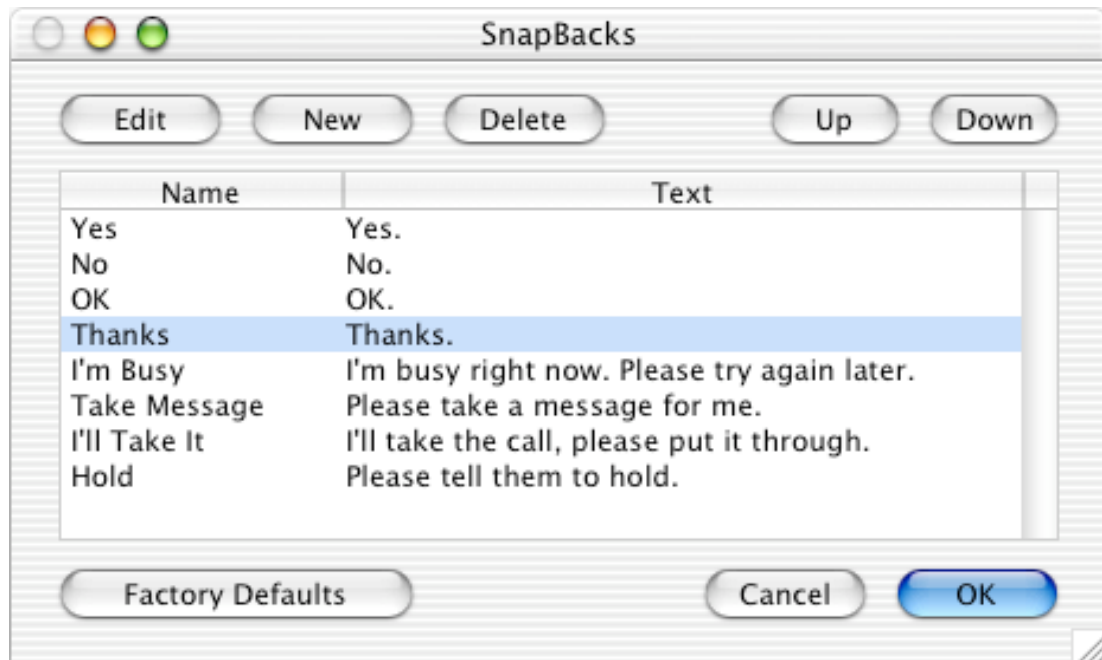 SnapBacks
Edit New Delete Up Down
Name Text
Yes Yes.
No No.
OK OK.
Thanks Thanks.
I'm Busy I'm busy right now. Please try again later.
Take Message Please take a message for me.
I'll Take It I'll take the call, please put it through.
Hold Please tell them to hold.
Factory Defaults Cancel OK